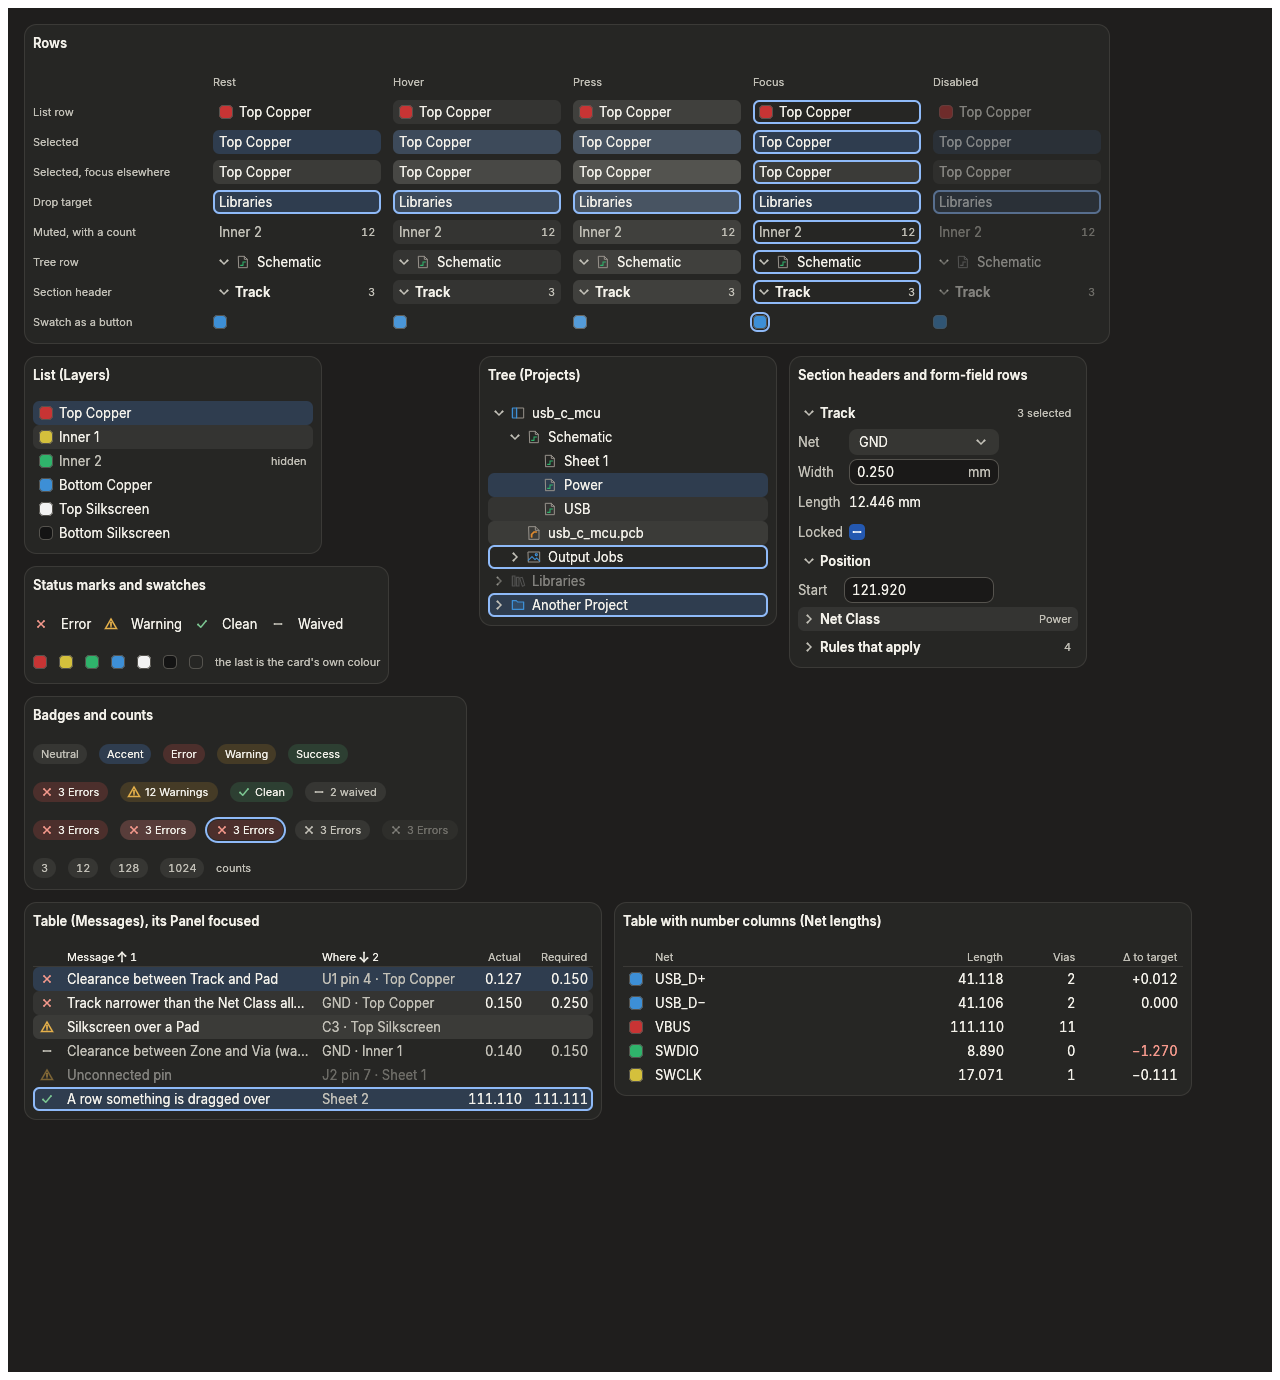 Rows
Rest Hover Press Focus Disabled
List row Top Copper Top Copper Top Copper Top Copper Top Copper
Selected Top Copper Top Copper Top Copper Top Copper Top Copper
Selected, focus elsewhere Top Copper Top Copper Top Copper Top Copper Top Copper
Drop target Libraries Libraries Libraries Libraries Libraries
Muted, with a count Inner 2 12 Inner 2 12 Inner 2 12 Inner 2 12 Inner 2 12
Tree row Schematic Schematic Schematic Schematic Schematic
Section header Track 3 Track 3 Track 3 Track 3 Track 3
Swatch as a button
List (Layers)
Top Copper
Inner 1
Inner 2 hidden
Bottom Copper
Top Silkscreen
Bottom Silkscreen
Tree (Projects)
usb_c_mcu
Schematic
Sheet 1
Power
USB
usb_c_mcu.pcb
Output Jobs
Libraries
Another Project
Section headers and form-field rows
Track 3 selected
Net GND
Width 0.250 mm
Length 12.446 mm
Locked
Position
Start 121.920
Net Class Power
Rules that apply 4
Status marks and swatches
Error Warning Clean Waived
the last is the card's own colour
Badges and counts
Neutral Accent Error Warning Success
3 Errors 12 Warnings Clean 2 waived
3 Errors 3 Errors 3 Errors 3 Errors 3 Errors
3 12 128 1024 counts
Table (Messages), its Panel focused
Message ↑ 1 Where ↓ 2 Actual Required
Clearance between Track and Pad U1 pin 4 · Top Copper 0.127 0.150
Track narrower than the Net Class all... GND · Top Copper 0.150 0.250
Silkscreen over a Pad C3 · Top Silkscreen
Clearance between Zone and Via (wa... GND · Inner 1 0.140 0.150
Unconnected pin J2 pin 7 · Sheet 1
A row something is dragged over Sheet 2 111.110 111.111
Table with number columns (Net lengths)
Net Length Vias Δ to target
USB_D+ 41.118 2 +0.012
USB_D− 41.106 2 0.000
VBUS 111.110 11
SWDIO 8.890 0 −1.270
SWCLK 17.071 1 −0.111